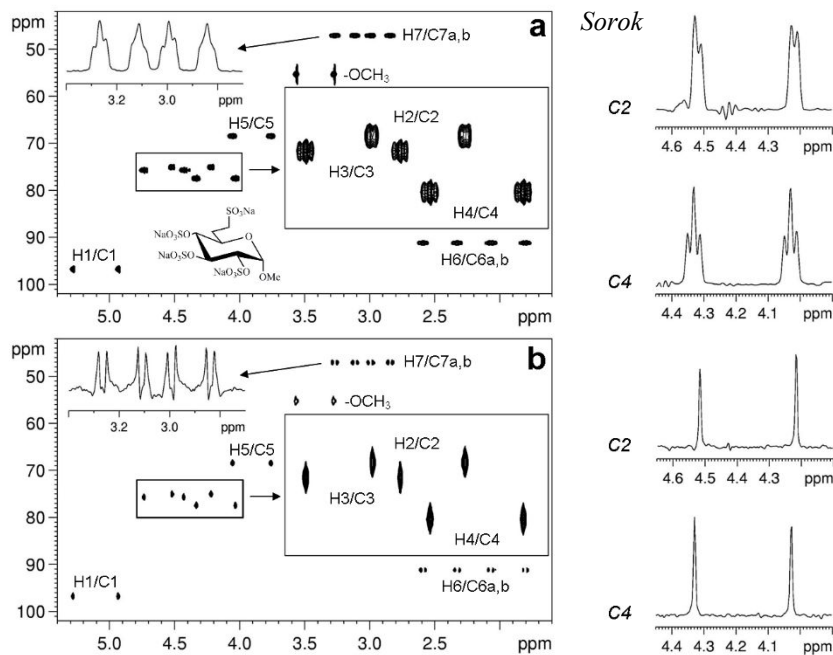 ppm
50
60
70
80
90
100
a
H7/C7a,b
-OCH3
3.2
3.0
ppm
H5/C5
H2/C2
H3/C3
H4/C4
SO3Na
NaO3SO
NaO3SO
NaO3SO
OMe
O
H1/C1
H6/C6a,b
5.0
4.5
4.0
3.5
3.0
2.5
ppm
ppm
50
60
70
80
90
100
b
H7/C7a,b
-OCH3
3.2
3.0
ppm
H5/C5
H2/C2
H3/C3
H4/C4
H1/C1
H6/C6a,b
5.0
4.5
4.0
3.5
3.0
2.5
ppm
Sorok
C2
4.6
4.5
4.4
4.3
ppm
C4
4.4
4.3
4.2
4.1
ppm
C2
4.6
4.5
4.4
4.3
ppm
C4
4.4
4.3
4.2
4.1
ppm